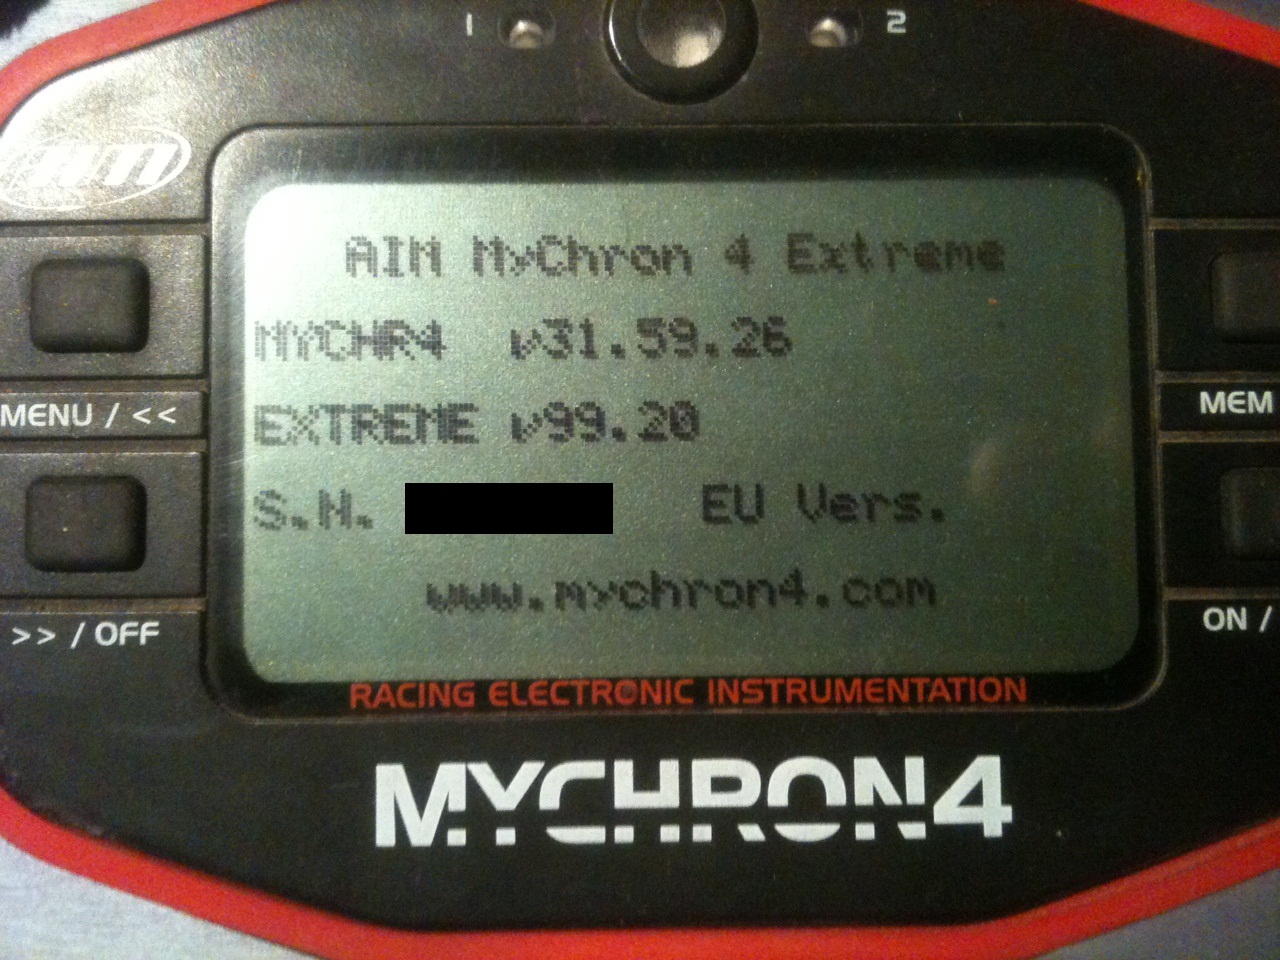 1 2
AIM
AIM MyChron 4 Extreme
MYCHR4 v31.59.26
EXTREME v99.20
S.N. EU Vers.
www.mychron4.com
MENU / <<
>> / OFF
MEM
ON /
RACING ELECTRONIC INSTRUMENTATION
MYCHRON4